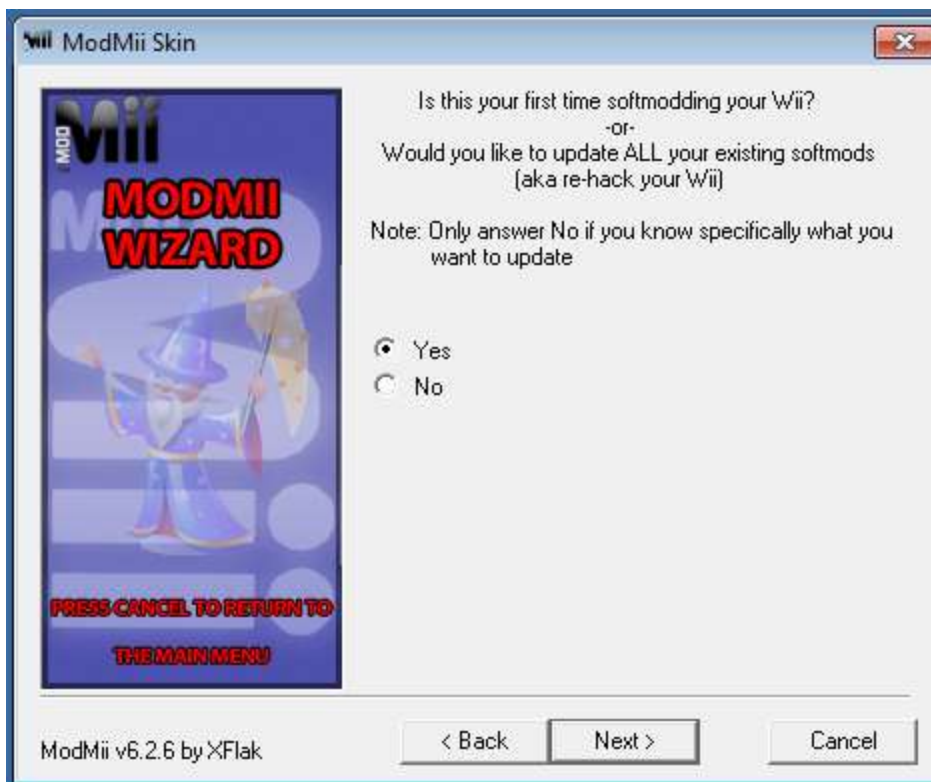 Wii ModMii Skin
MOD Mii
MODMII
WIZARD
PRESS CANCEL TO RETURN TO
THE MAIN MENU
Is this your first time softmodding your Wii?
-or-
Would you like to update ALL your existing softmods
(aka re-hack your Wii)
Note: Only answer No if you know specifically what you
want to update
Yes
No
ModMii v6.2.6 by XFlak
< Back
Next >
Cancel